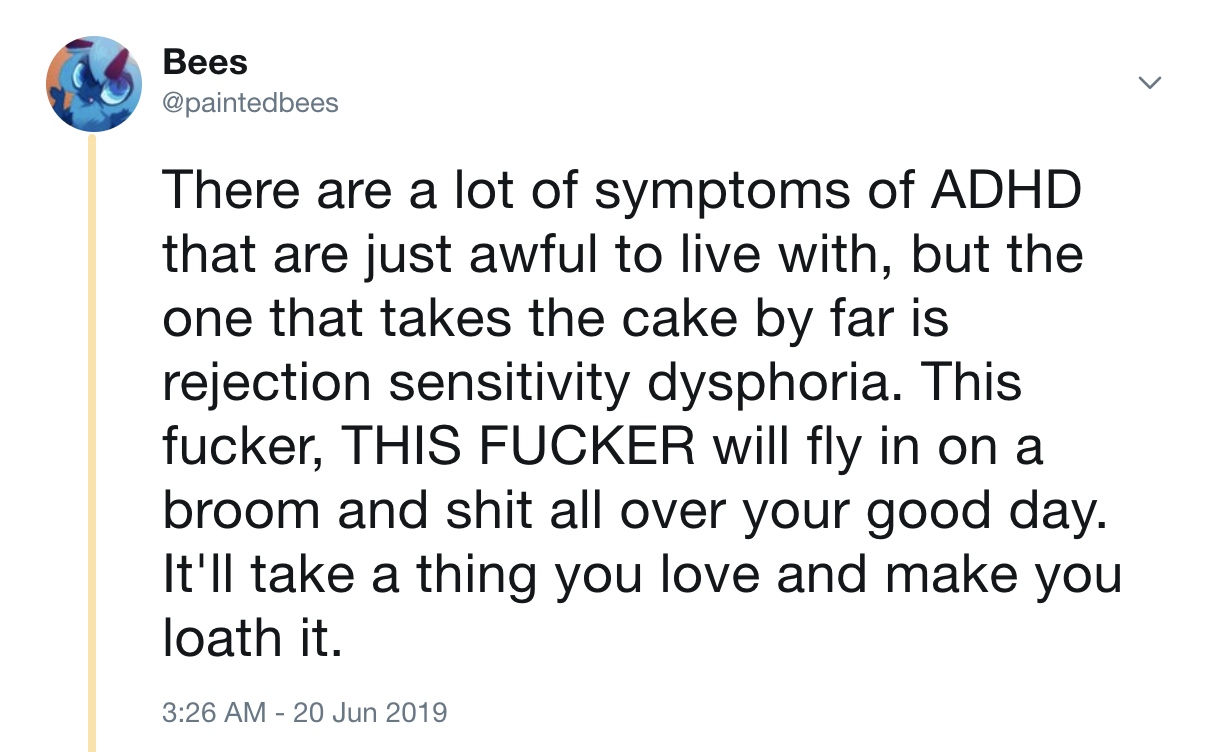 Bees
@paintedbees
There are a lot of symptoms of ADHD
that are just awful to live with, but the
one that takes the cake by far is
rejection sensitivity dysphoria. This
fucker, THIS FUCKER will fly in on a
broom and shit all over your good day.
It'll take a thing you love and make you
loath it.
3:26 AM - 20 Jun 2019